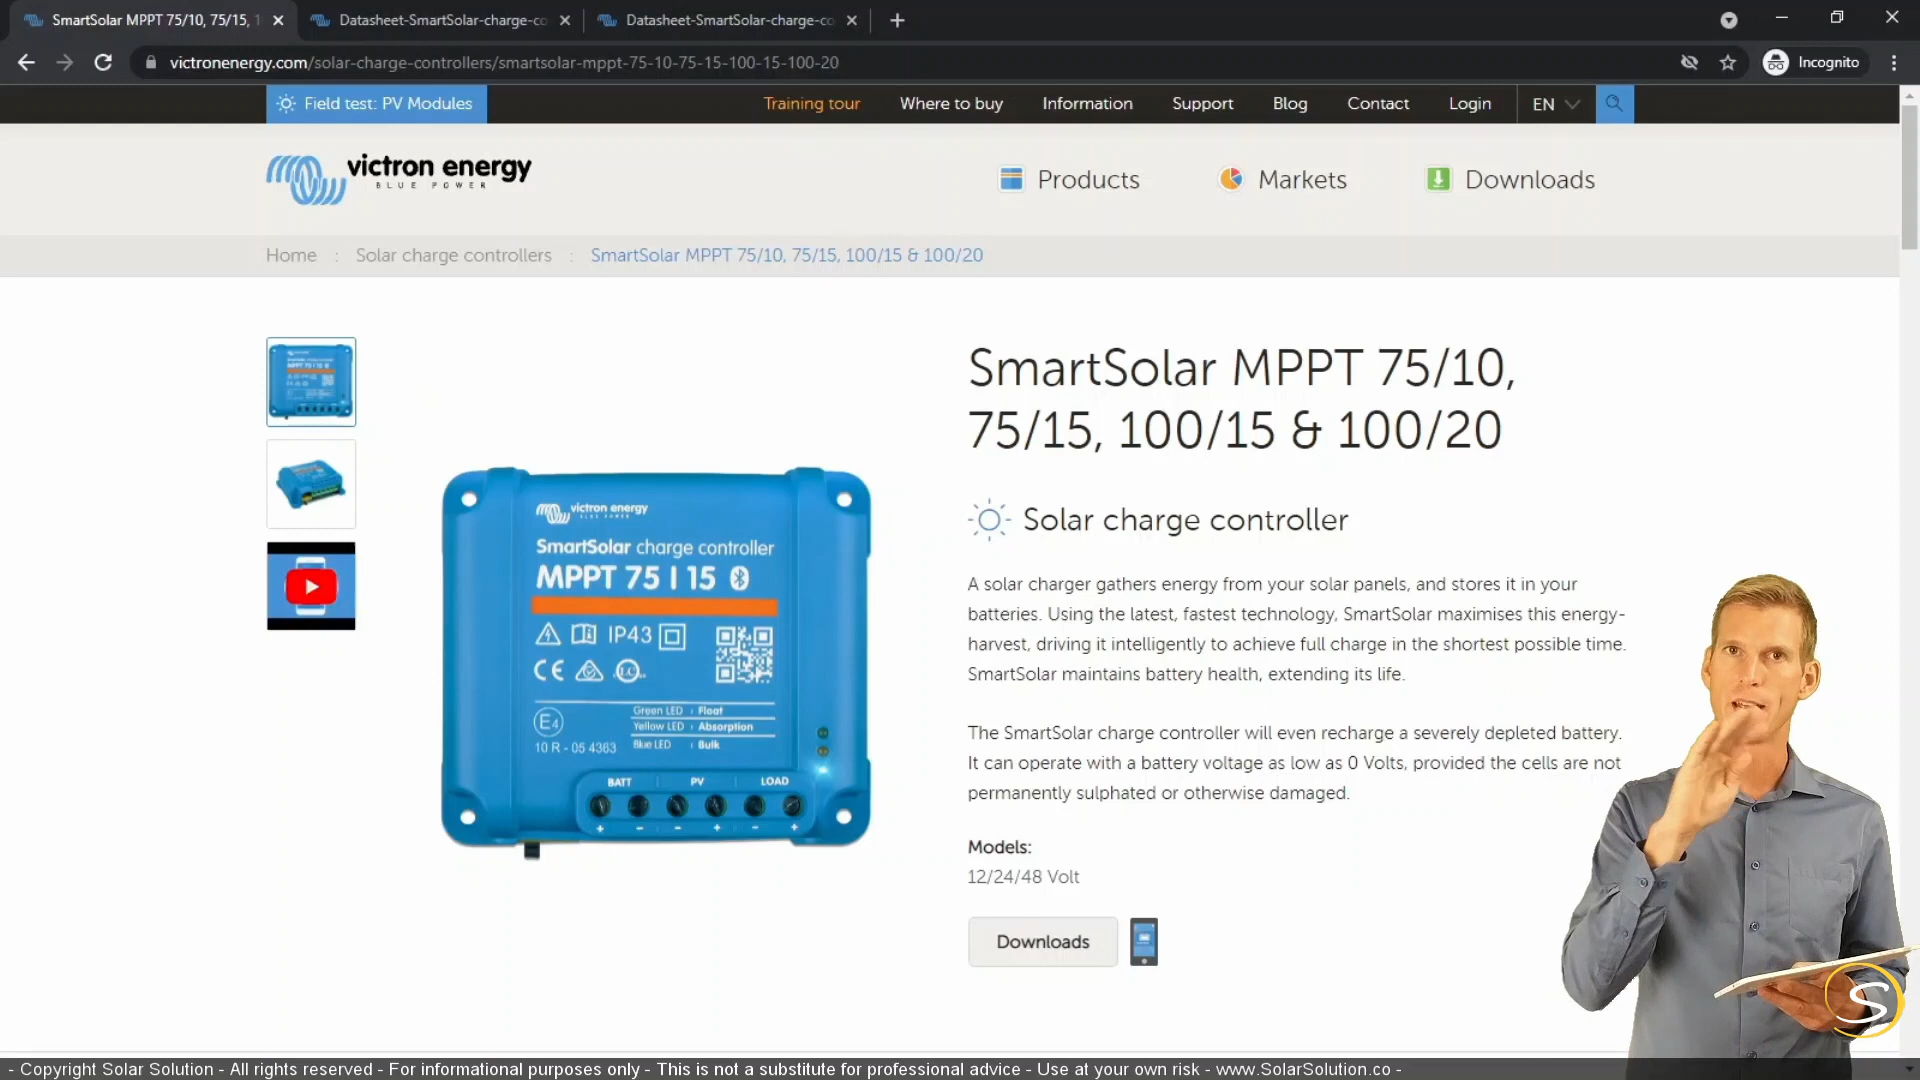 SmartSolar MPPT 75/10, 75/15, 1
Datasheet-SmartSolar-charge-co
Datasheet-SmartSolar-charge-co
victronenergy.com/solar-charge-controllers/smartsolar-mppt-75-10-75-15-100-15-100-20
Incognito
Field test: PV Modules
Training tour
Where to buy
Information
Support
Blog
Contact
Login
EN
victron energy
BLUE POWER
Products
Markets
Downloads
Home : Solar charge controllers : SmartSolar MPPT 75/10, 75/15, 100/15 & 100/20
victron energy
BLUE POWER
SmartSolar charge controller
MPPT 75 | 15
IP43
CE
E4
10 R - 05 4363
Green LED : Float
Yellow LED : Absorption
Blue LED : Bulk
BATT PV LOAD
+ - - + - +
SmartSolar MPPT 75/10,
75/15, 100/15 & 100/20
Solar charge controller
A solar charger gathers energy from your solar panels, and stores it in your
batteries. Using the latest, fastest technology, SmartSolar maximises this energy-
harvest, driving it intelligently to achieve full charge in the shortest possible time.
SmartSolar maintains battery health, extending its life.
The SmartSolar charge controller will even recharge a severely depleted battery.
It can operate with a battery voltage as low as 0 Volts, provided the cells are not
permanently sulphated or otherwise damaged.
Models:
12/24/48 Volt
Downloads
S
- Copyright Solar Solution - All rights reserved - For informational purposes only - This is not a substitute for professional advice - Use at your own risk - www.SolarSolution.co -